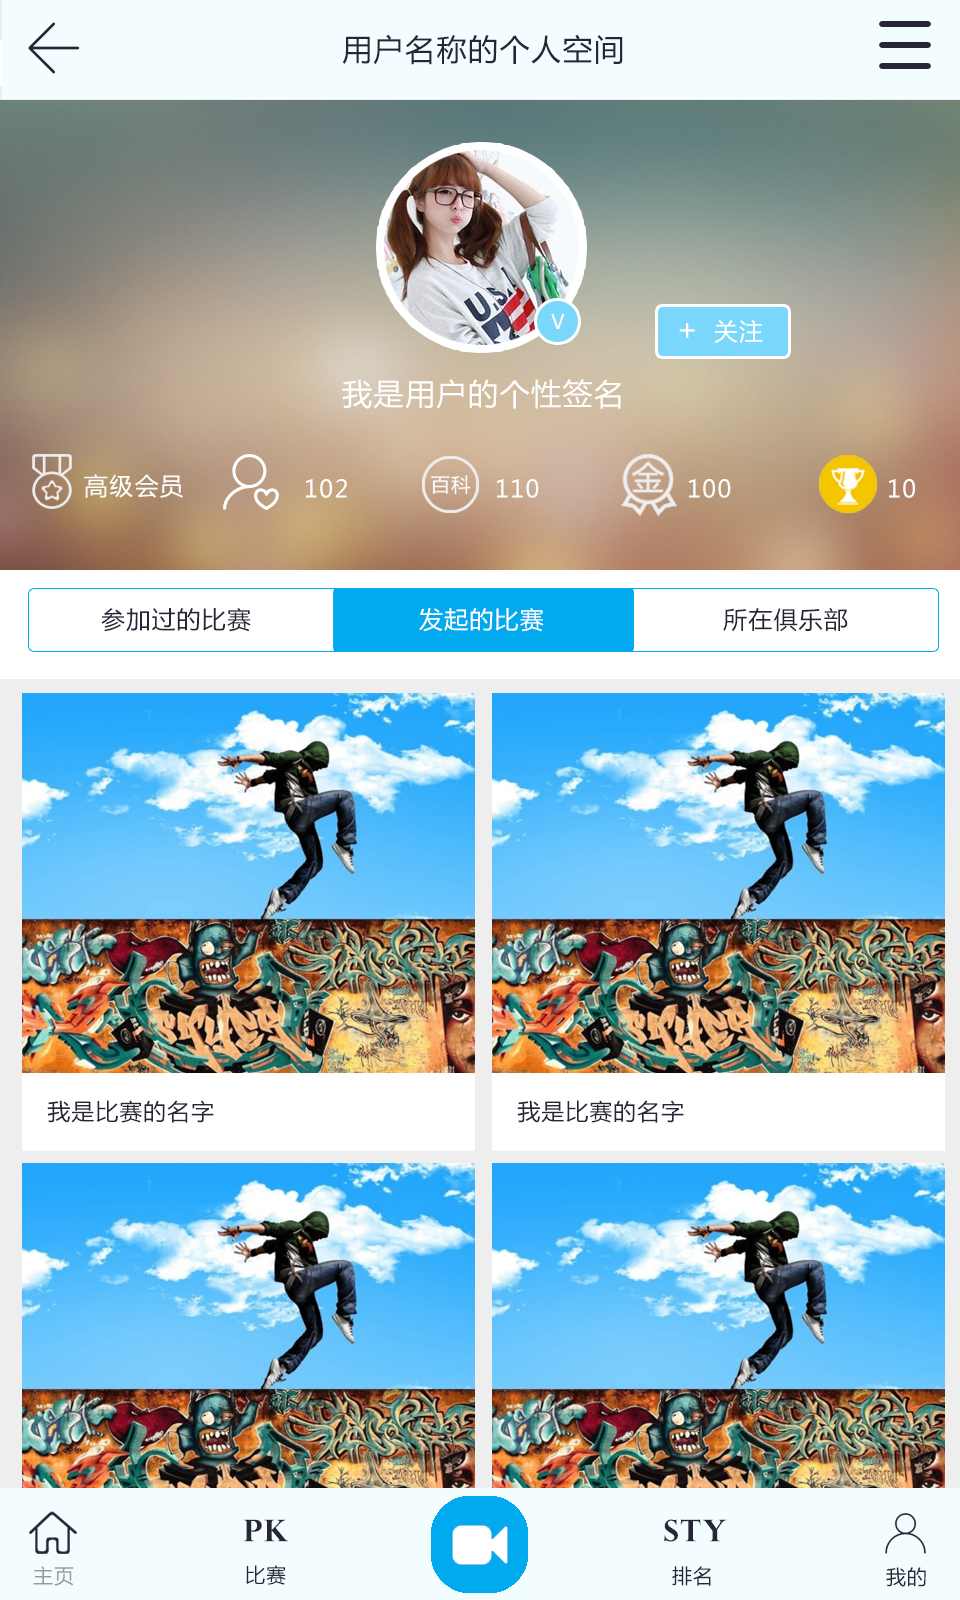 用户名称的个人空间
V
+ 关注
我是用户的个性签名
高级会员 102 百科 110 金 100 10
参加过的比赛 发起的比赛 所在俱乐部
我是比赛的名字 我是比赛的名字
PK STY
主页 比赛 排名 我的